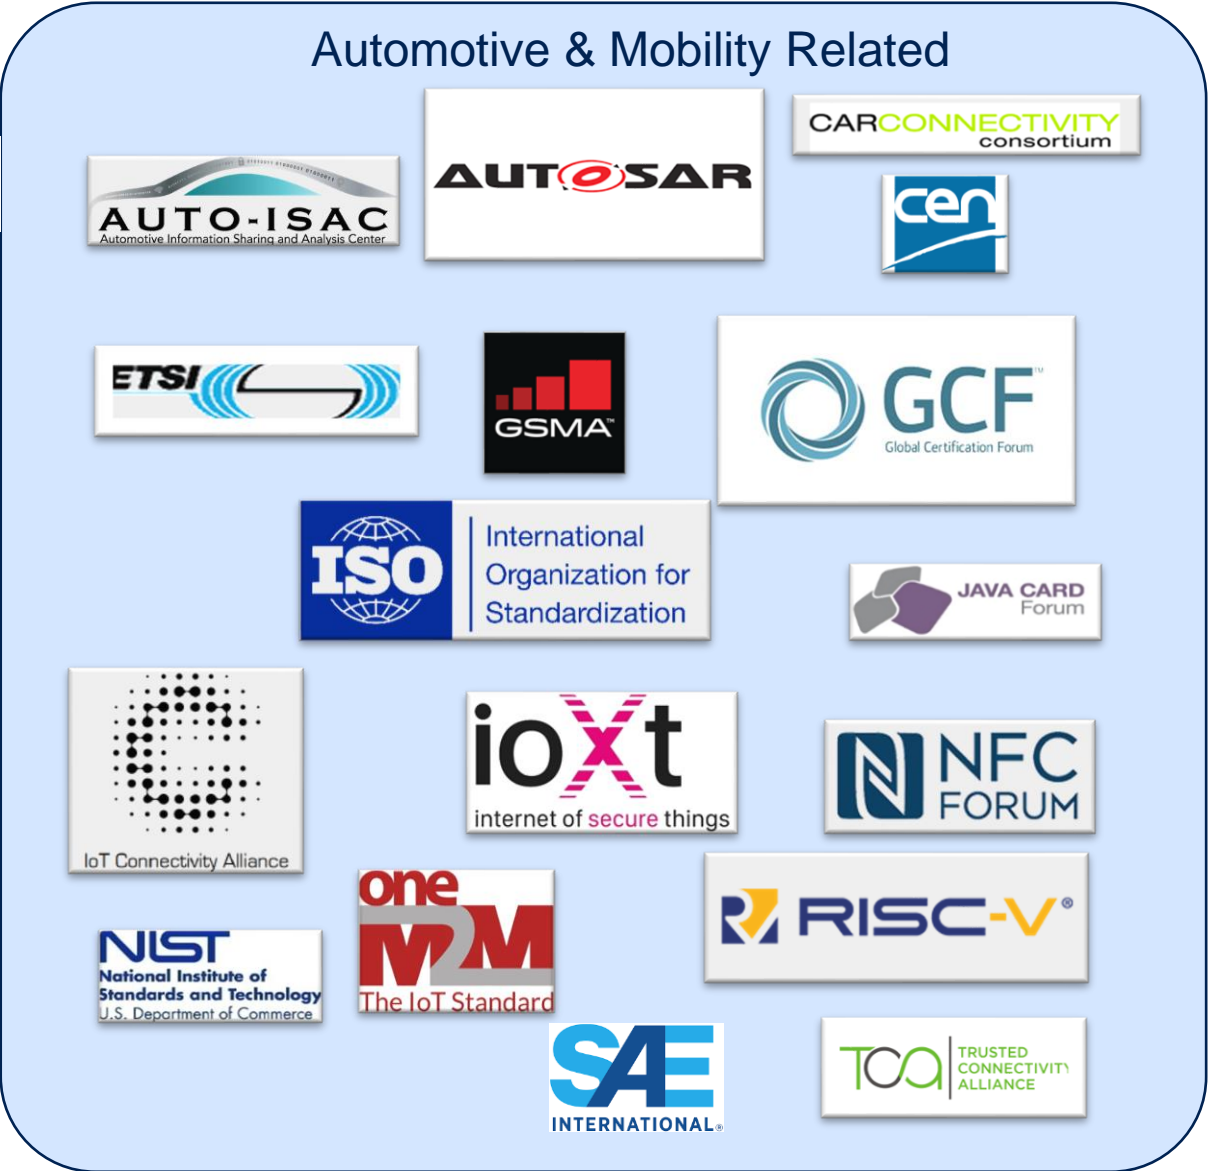 Automotive & Mobility Related
AUTO-ISAC
Automotive Information Sharing and Analysis Center
AUTOSAR
CARCONNECTIVITY
consortium
cen
ETSI
GSMA™
GCF™
Global Certification Forum
ISO
International
Organization for
Standardization
JAVA CARD
Forum
IoT Connectivity Alliance
ioXt
internet of secure things
NFC
FORUM
NIST
National Institute of
Standards and Technology
U.S. Department of Commerce
one
M2M
The IoT Standard
RISC-V®
SAE
INTERNATIONAL®
TCA
TRUSTED
CONNECTIVITY
ALLIANCE